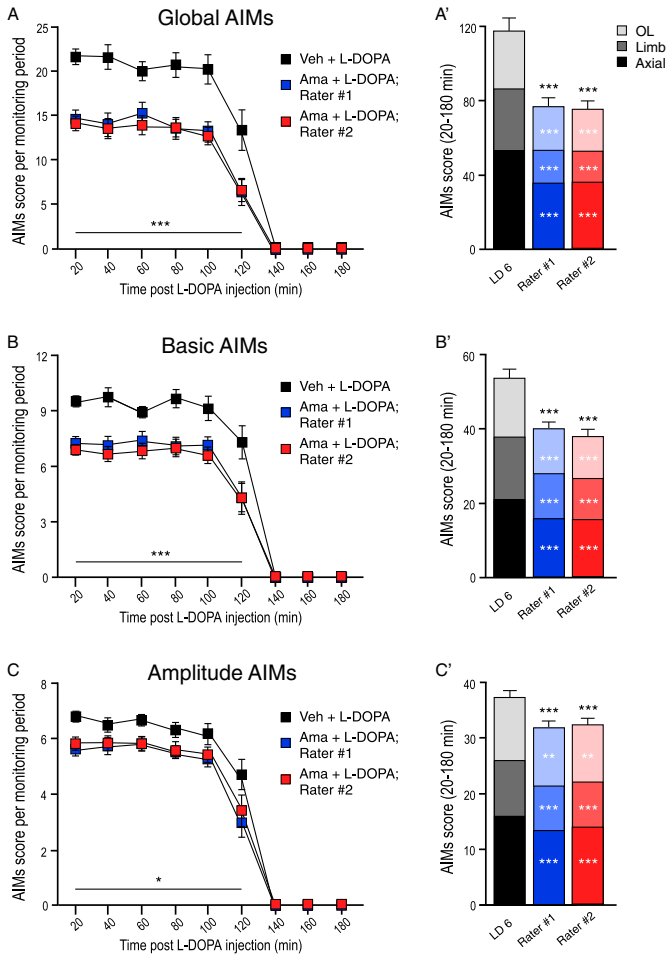 A
Global AIMs
AIMs score per monitoring period
25
20
15
10
5
0
Veh + L-DOPA
Ama + L-DOPA;
Rater #1
Ama + L-DOPA;
Rater #2
***
20 40 60 80 100 120 140 160 180
Time post L-DOPA injection (min)
A'
AIMs score (20-180 min)
120
80
40
0
OL
Limb
Axial
*** ***
*** ***
*** ***
*** ***
LD 6 Rater #1 Rater #2
B
Basic AIMs
AIMs score per monitoring period
12
9
6
3
0
Veh + L-DOPA
Ama + L-DOPA;
Rater #1
Ama + L-DOPA;
Rater #2
***
20 40 60 80 100 120 140 160 180
Time post L-DOPA injection (min)
B'
AIMs score (20-180 min)
60
40
20
0
*** ***
*** ***
*** ***
*** ***
LD 6 Rater #1 Rater #2
C
Amplitude AIMs
AIMs score per monitoring period
8
6
4
2
0
Veh + L-DOPA
Ama + L-DOPA;
Rater #1
Ama + L-DOPA;
Rater #2
*
20 40 60 80 100 120 140 160 180
Time post L-DOPA injection (min)
C'
AIMs score (20-180 min)
40
30
20
10
0
*** ***
** **
*** ***
*** ***
LD 6 Rater #1 Rater #2